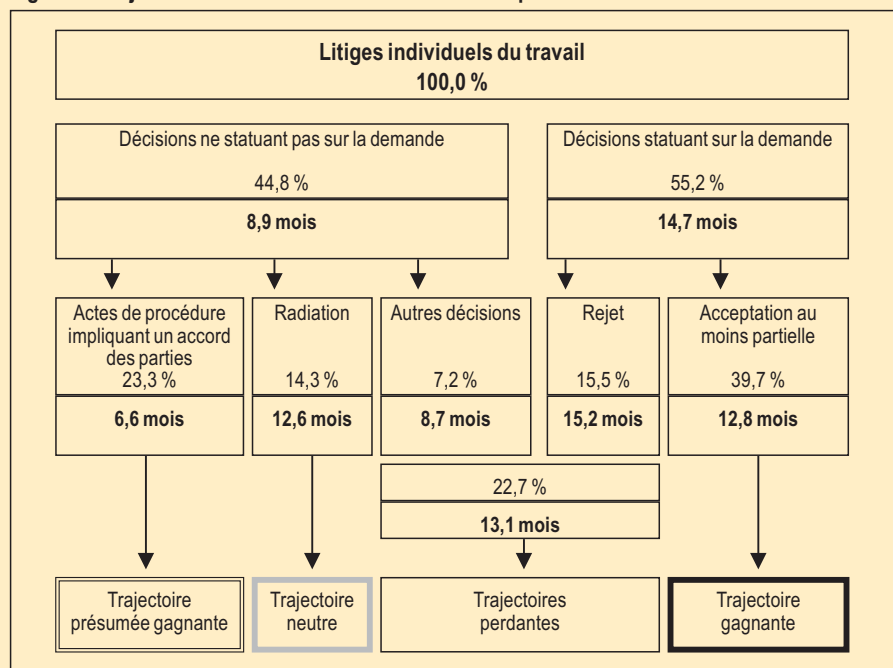 Litiges individuels du travail
100,0 %
Décisions ne statuant pas sur la demande
44,8 %
8,9 mois
Décisions statuant sur la demande
55,2 %
14,7 mois
Actes de procédure
impliquant un accord
des parties
23,3 %
6,6 mois
Radiation
14,3 %
12,6 mois
Autres décisions
7,2 %
8,7 mois
Rejet
15,5 %
15,2 mois
Acceptation au
moins partielle
39,7 %
12,8 mois
22,7 %
13,1 mois
Trajectoire
présumée gagnante
Trajectoire
neutre
Trajectoires
perdantes
Trajectoire
gagnante